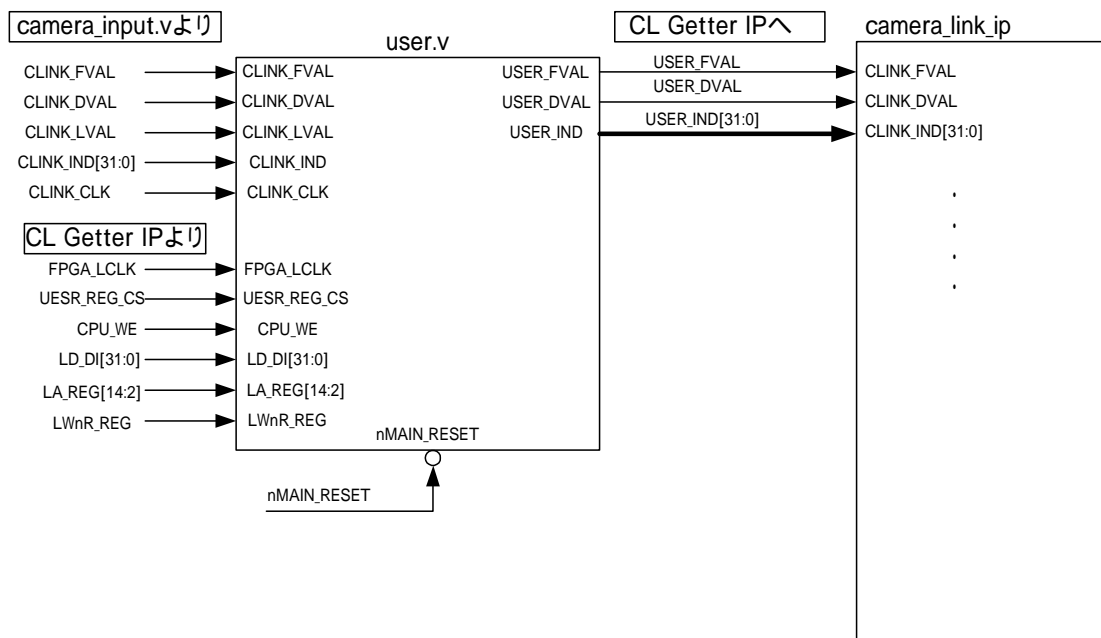 camera_input.vより
CL Getter IPへ
camera_link_ip
user.v
CLINK_FVAL
CLINK_FVAL
USER_FVAL
USER_FVAL
CLINK_FVAL
CLINK_DVAL
CLINK_DVAL
USER_DVAL
USER_DVAL
CLINK_DVAL
CLINK_LVAL
CLINK_LVAL
USER_IND
USER_IND[31:0]
CLINK_IND[31:0]
CLINK_IND[31:0]
CLINK_IND
CLINK_CLK
CLINK_CLK
CL Getter IPより
FPGA_LCLK
FPGA_LCLK
UESR_REG_CS
UESR_REG_CS
CPU_WE
CPU_WE
LD_DI[31:0]
LD_DI[31:0]
LA_REG[14:2]
LA_REG[14:2]
LWnR_REG
LWnR_REG
nMAIN_RESET
nMAIN_RESET